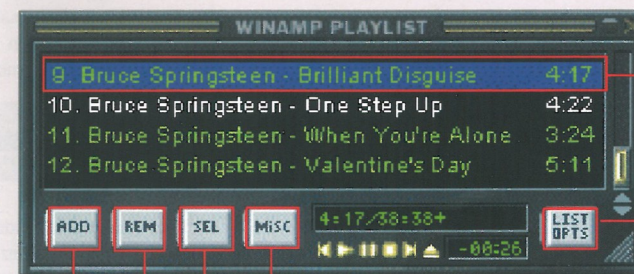 WINAMP PLAYLIST
9. Bruce Springsteen - Brilliant Disguise 4:17
10. Bruce Springsteen - One Step Up 4:22
11. Bruce Springsteen - When You're Alone 3:24
12. Bruce Springsteen - Valentine's Day 5:11
ADD REM SEL MiSC 4:17/38:38+ LIST OPTS
-00:26